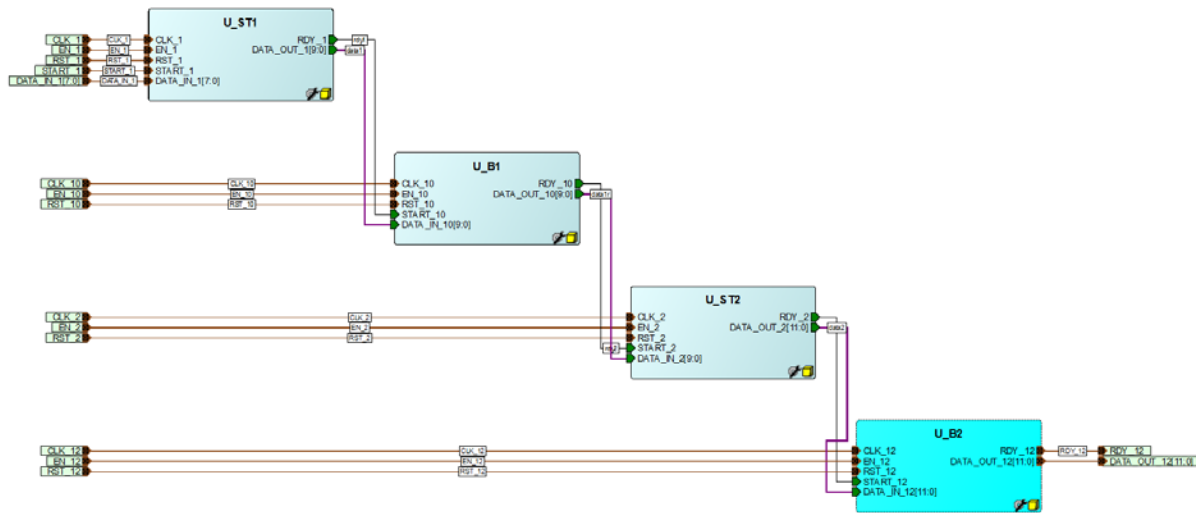 U_ST1
CLK_1 CLK_1 CLK_1 RDY_1 rdy1
EN_1 EN_1 EN_1 DATA_OUT_1[9:0] data1
RST_1 RST_1 RST_1
START_1 START_1 START_1
DATA_IN_1[7:0] DATA_IN_1 DATA_IN_1[7:0]
U_B1
CLK_10 CLK_10 CLK_10 RDY_10
EN_10 EN_10 EN_10 DATA_OUT_10[9:0] data1r
RST_10 RST_10 RST_10
START_10
DATA_IN_10[9:0]
U_ST2
CLK_2 CLK_2 CLK_2 RDY_2
EN_2 EN_2 EN_2 DATA_OUT_2[11:0] data2
RST_2 RST_2 RST_2
START_2
DATA_IN_2[9:0]
U_B2
CLK_12 CLK_12 CLK_12 RDY_12 RDY_12 RDY_12
EN_12 EN_12 EN_12 DATA_OUT_12[11:0] DATA_OUT_12[11:0]
RST_12 RST_12 RST_12
START_12
DATA_IN_12[11:0]